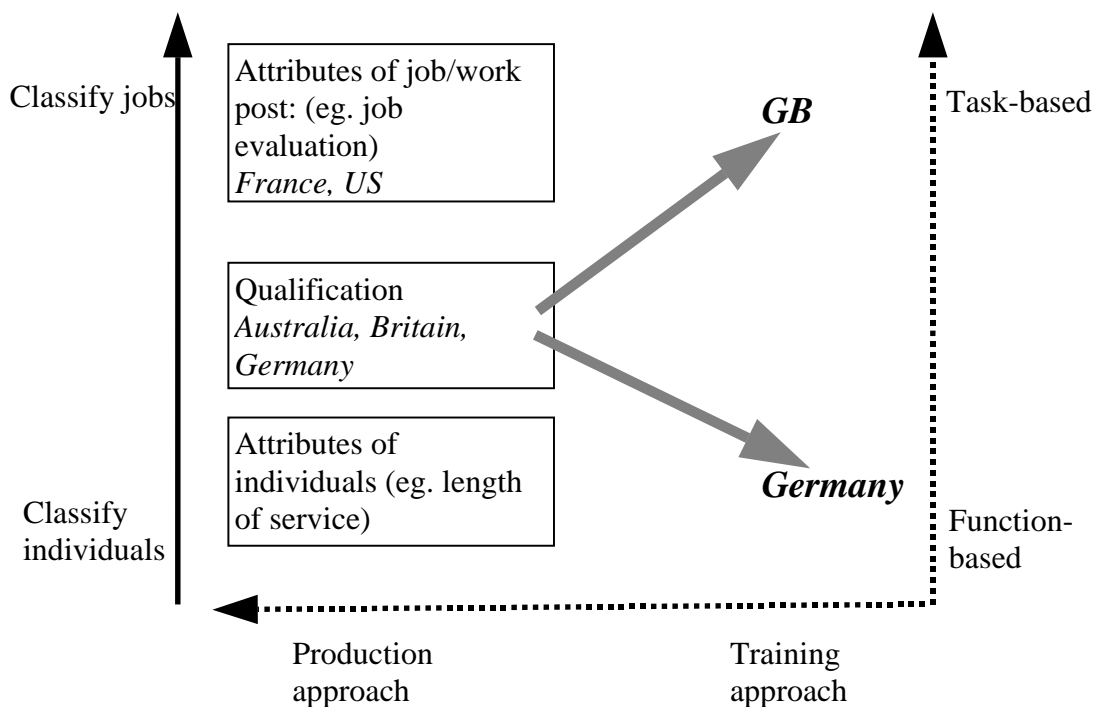 Classify jobs
Attributes of job/work
post: (eg. job
evaluation)
France, US
GB
Task-based
Qualification
Australia, Britain,
Germany
Attributes of
individuals (eg. length
of service)
Germany
Classify
individuals
Function-
based
Production
approach
Training
approach